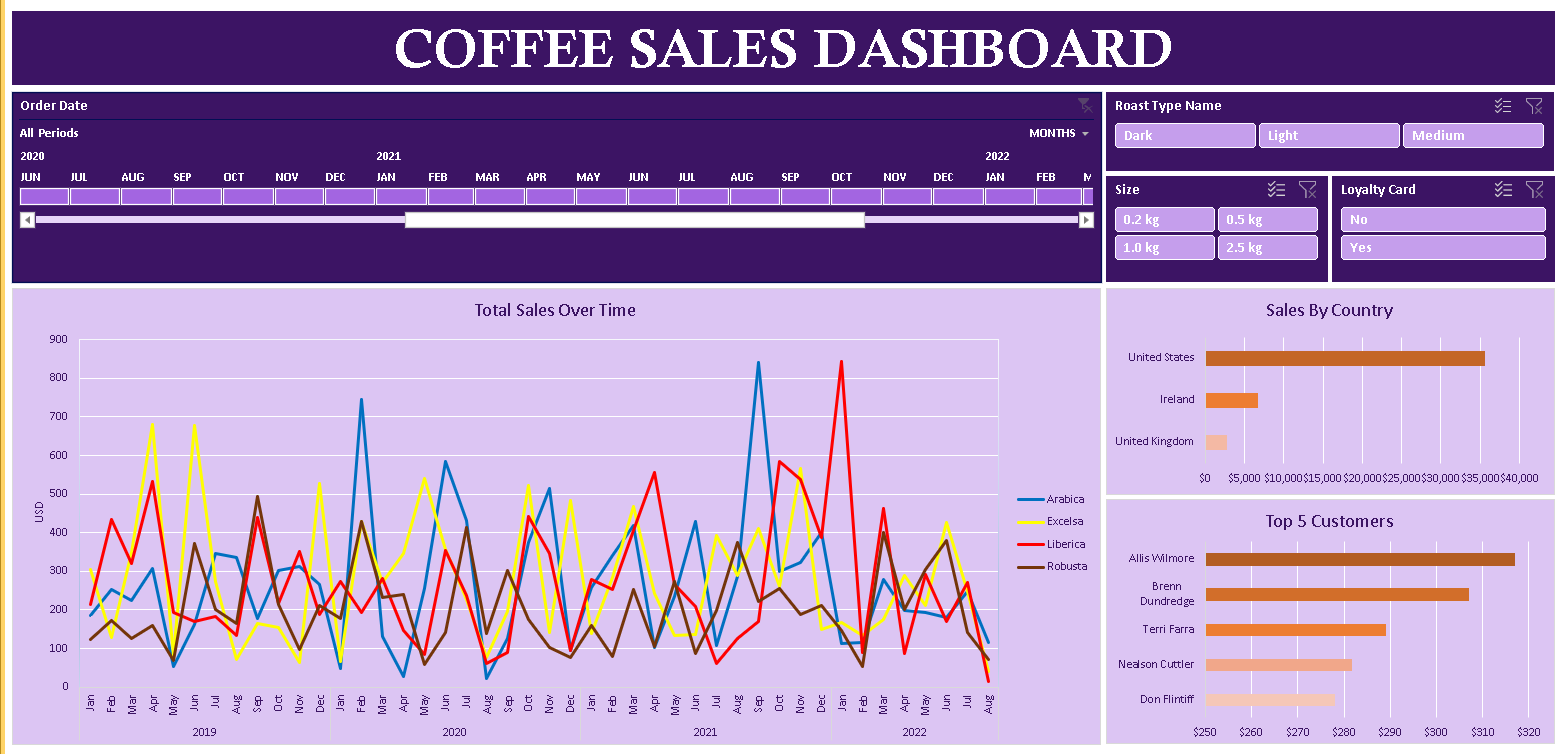 COFFEE SALES DASHBOARD
Order Date
All Periods
MONTHS
2020 2021 2022
JUN JUL AUG SEP OCT NOV DEC JAN FEB MAR APR MAY JUN JUL AUG SEP OCT NOV DEC JAN FEB M
Roast Type Name
Dark Light Medium
Size
0.2 kg 0.5 kg
1.0 kg 2.5 kg
Loyalty Card
No
Yes
Total Sales Over Time
900
800
700
600
500
400
300
200
100
0
USD
Jan Feb Mar Apr May Jun Jul Aug Sep Oct Nov Dec Jan Feb Mar Apr May Jun Jul Aug Sep Oct Nov Dec Jan Feb Mar Apr May Jun Jul Aug Sep Oct Nov Dec Jan Feb Mar Apr May Jun Jul Aug
2019 2020 2021 2022
Arabica
Excelsa
Liberica
Robusta
Sales By Country
United States
Ireland
United Kingdom
$0 $5,000 $10,000 $15,000 $20,000 $25,000 $30,000 $35,000 $40,000
Top 5 Customers
Allis Wilmore
Brenn
Dundredge
Terri Farra
Nealson Cuttler
Don Flintiff
$250 $260 $270 $280 $290 $300 $310 $320